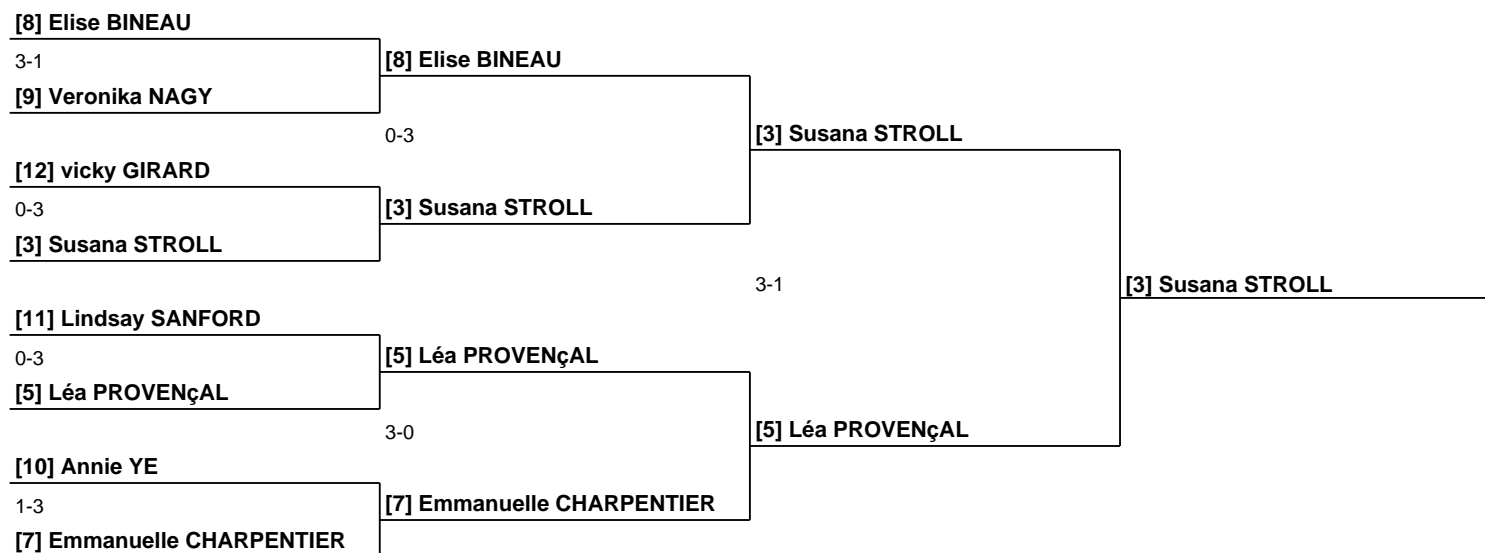 [8] Elise BINEAU
3-1
[8] Elise BINEAU
[9] Veronika NAGY
0-3
[3] Susana STROLL
[12] vicky GIRARD
0-3
[3] Susana STROLL
[3] Susana STROLL
3-1
[3] Susana STROLL
[11] Lindsay SANFORD
0-3
[5] Léa PROVENçAL
[5] Léa PROVENçAL
3-0
[5] Léa PROVENçAL
[10] Annie YE
1-3
[7] Emmanuelle CHARPENTIER
[7] Emmanuelle CHARPENTIER